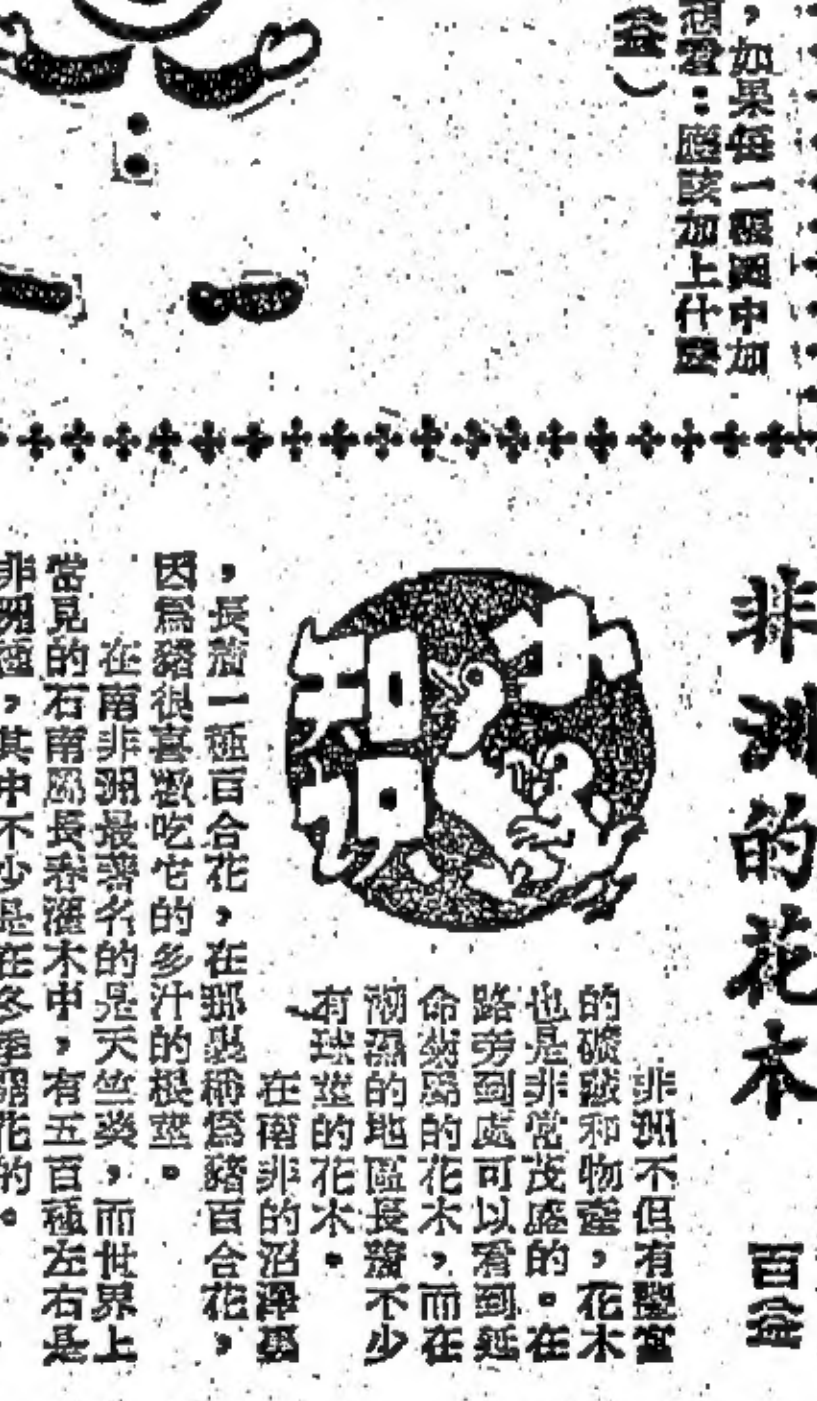 ，如果每一個圈中加
想看：應該加上什麼
（答）
非洲的花木
百益
小小知識
非洲不但有豐富
的礦藏和物產，花木
也是非常茂盛的。在
路旁到處可以看到延
命菊屬的花木，而在
潮濕的地區長着不少
有球莖的花木。
在南非的沼澤裏
，長着一種百合花，在那裏稱爲豬百合花，
因爲豬很喜歡吃它的多汁的根莖。
在南非洲最著名的是天竺葵，而世界上
常見的石南屬長春灌木中，有五百種左右是
非洲種，其中不少是在冬季開花的。